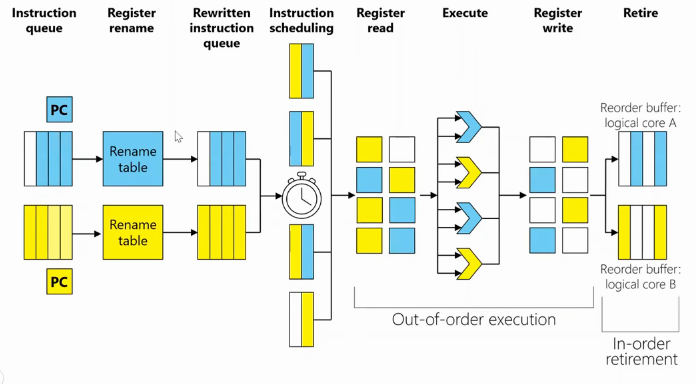 Instruction
queue
Register
rename
Rewritten
instruction
queue
Instruction
scheduling
Register
read
Execute
Register
write
Retire
PC
Rename
table
Rename
table
PC
Reorder buffer:
logical core A
Reorder buffer:
logical core B
Out-of-order execution
In-order
retirement